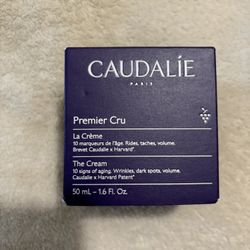 CAUDALÍE
PARIS
Premier Cru
La Crème
10 marqueurs de l'âge. Rides, taches, volume.
Brevet Caudalie x Harvard*.
The Cream
10 signs of aging. Wrinkles, dark spots, volume.
Caudalie x Harvard Patent*
50 mL - 1.6 Fl. Oz.